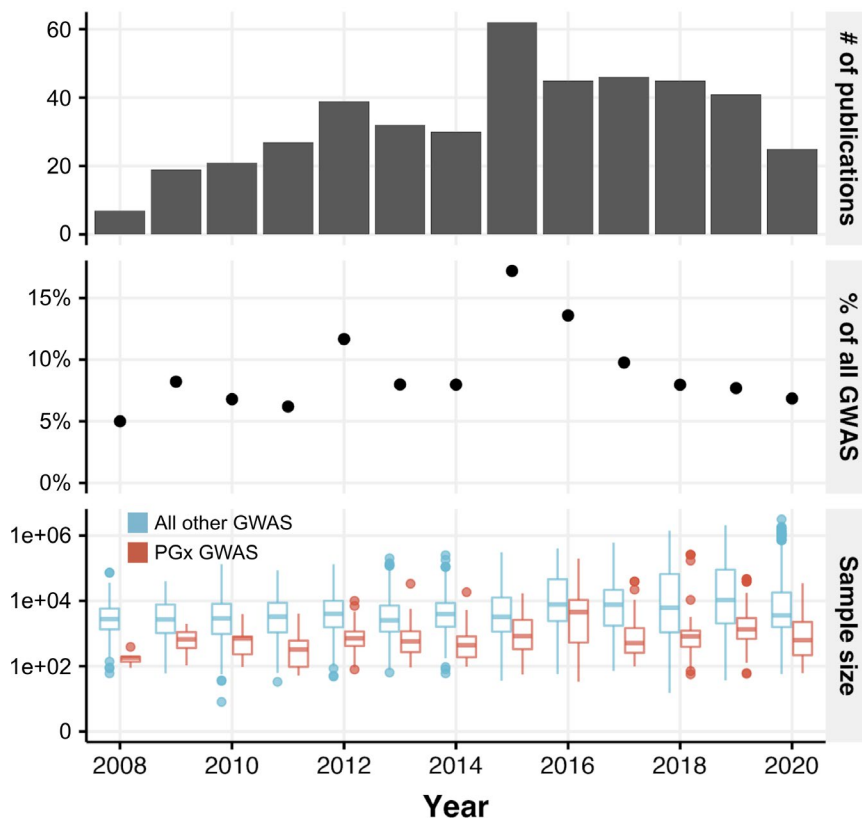 60
40
20
0
# of publications
15%
10%
5%
0%
% of all GWAS
All other GWAS
PGx GWAS
1e+06
1e+04
1e+02
0
Sample size
2008 2010 2012 2014 2016 2018 2020
Year